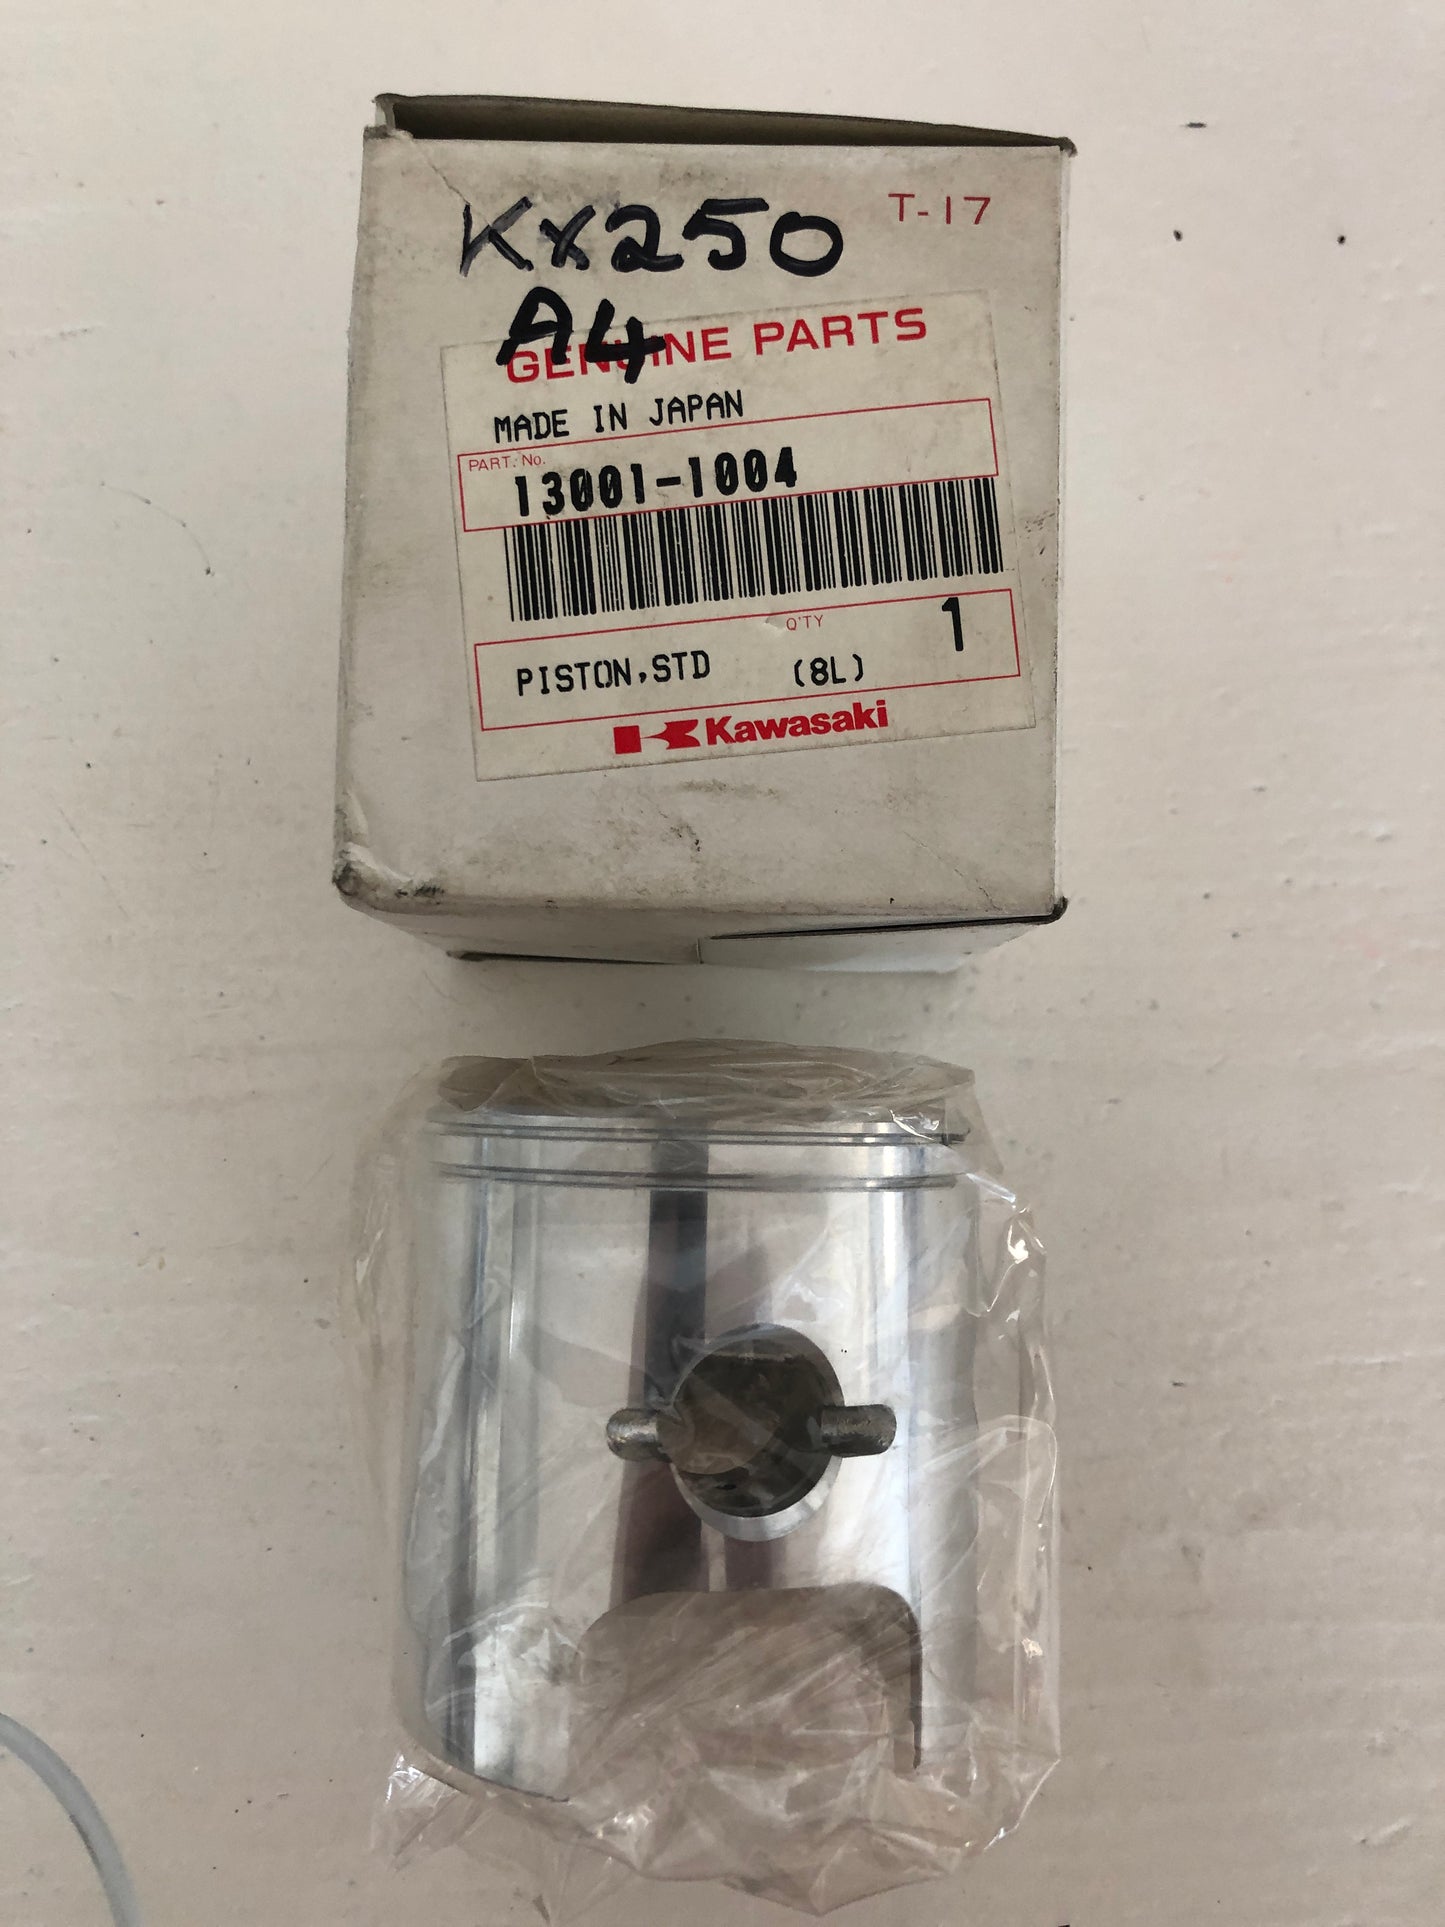 KX250 T-17
A4
GENUINE PARTS
MADE IN JAPAN
PART. No.
13001-1004
Q'TY
PISTON,STD (8L) 1
Kawasaki